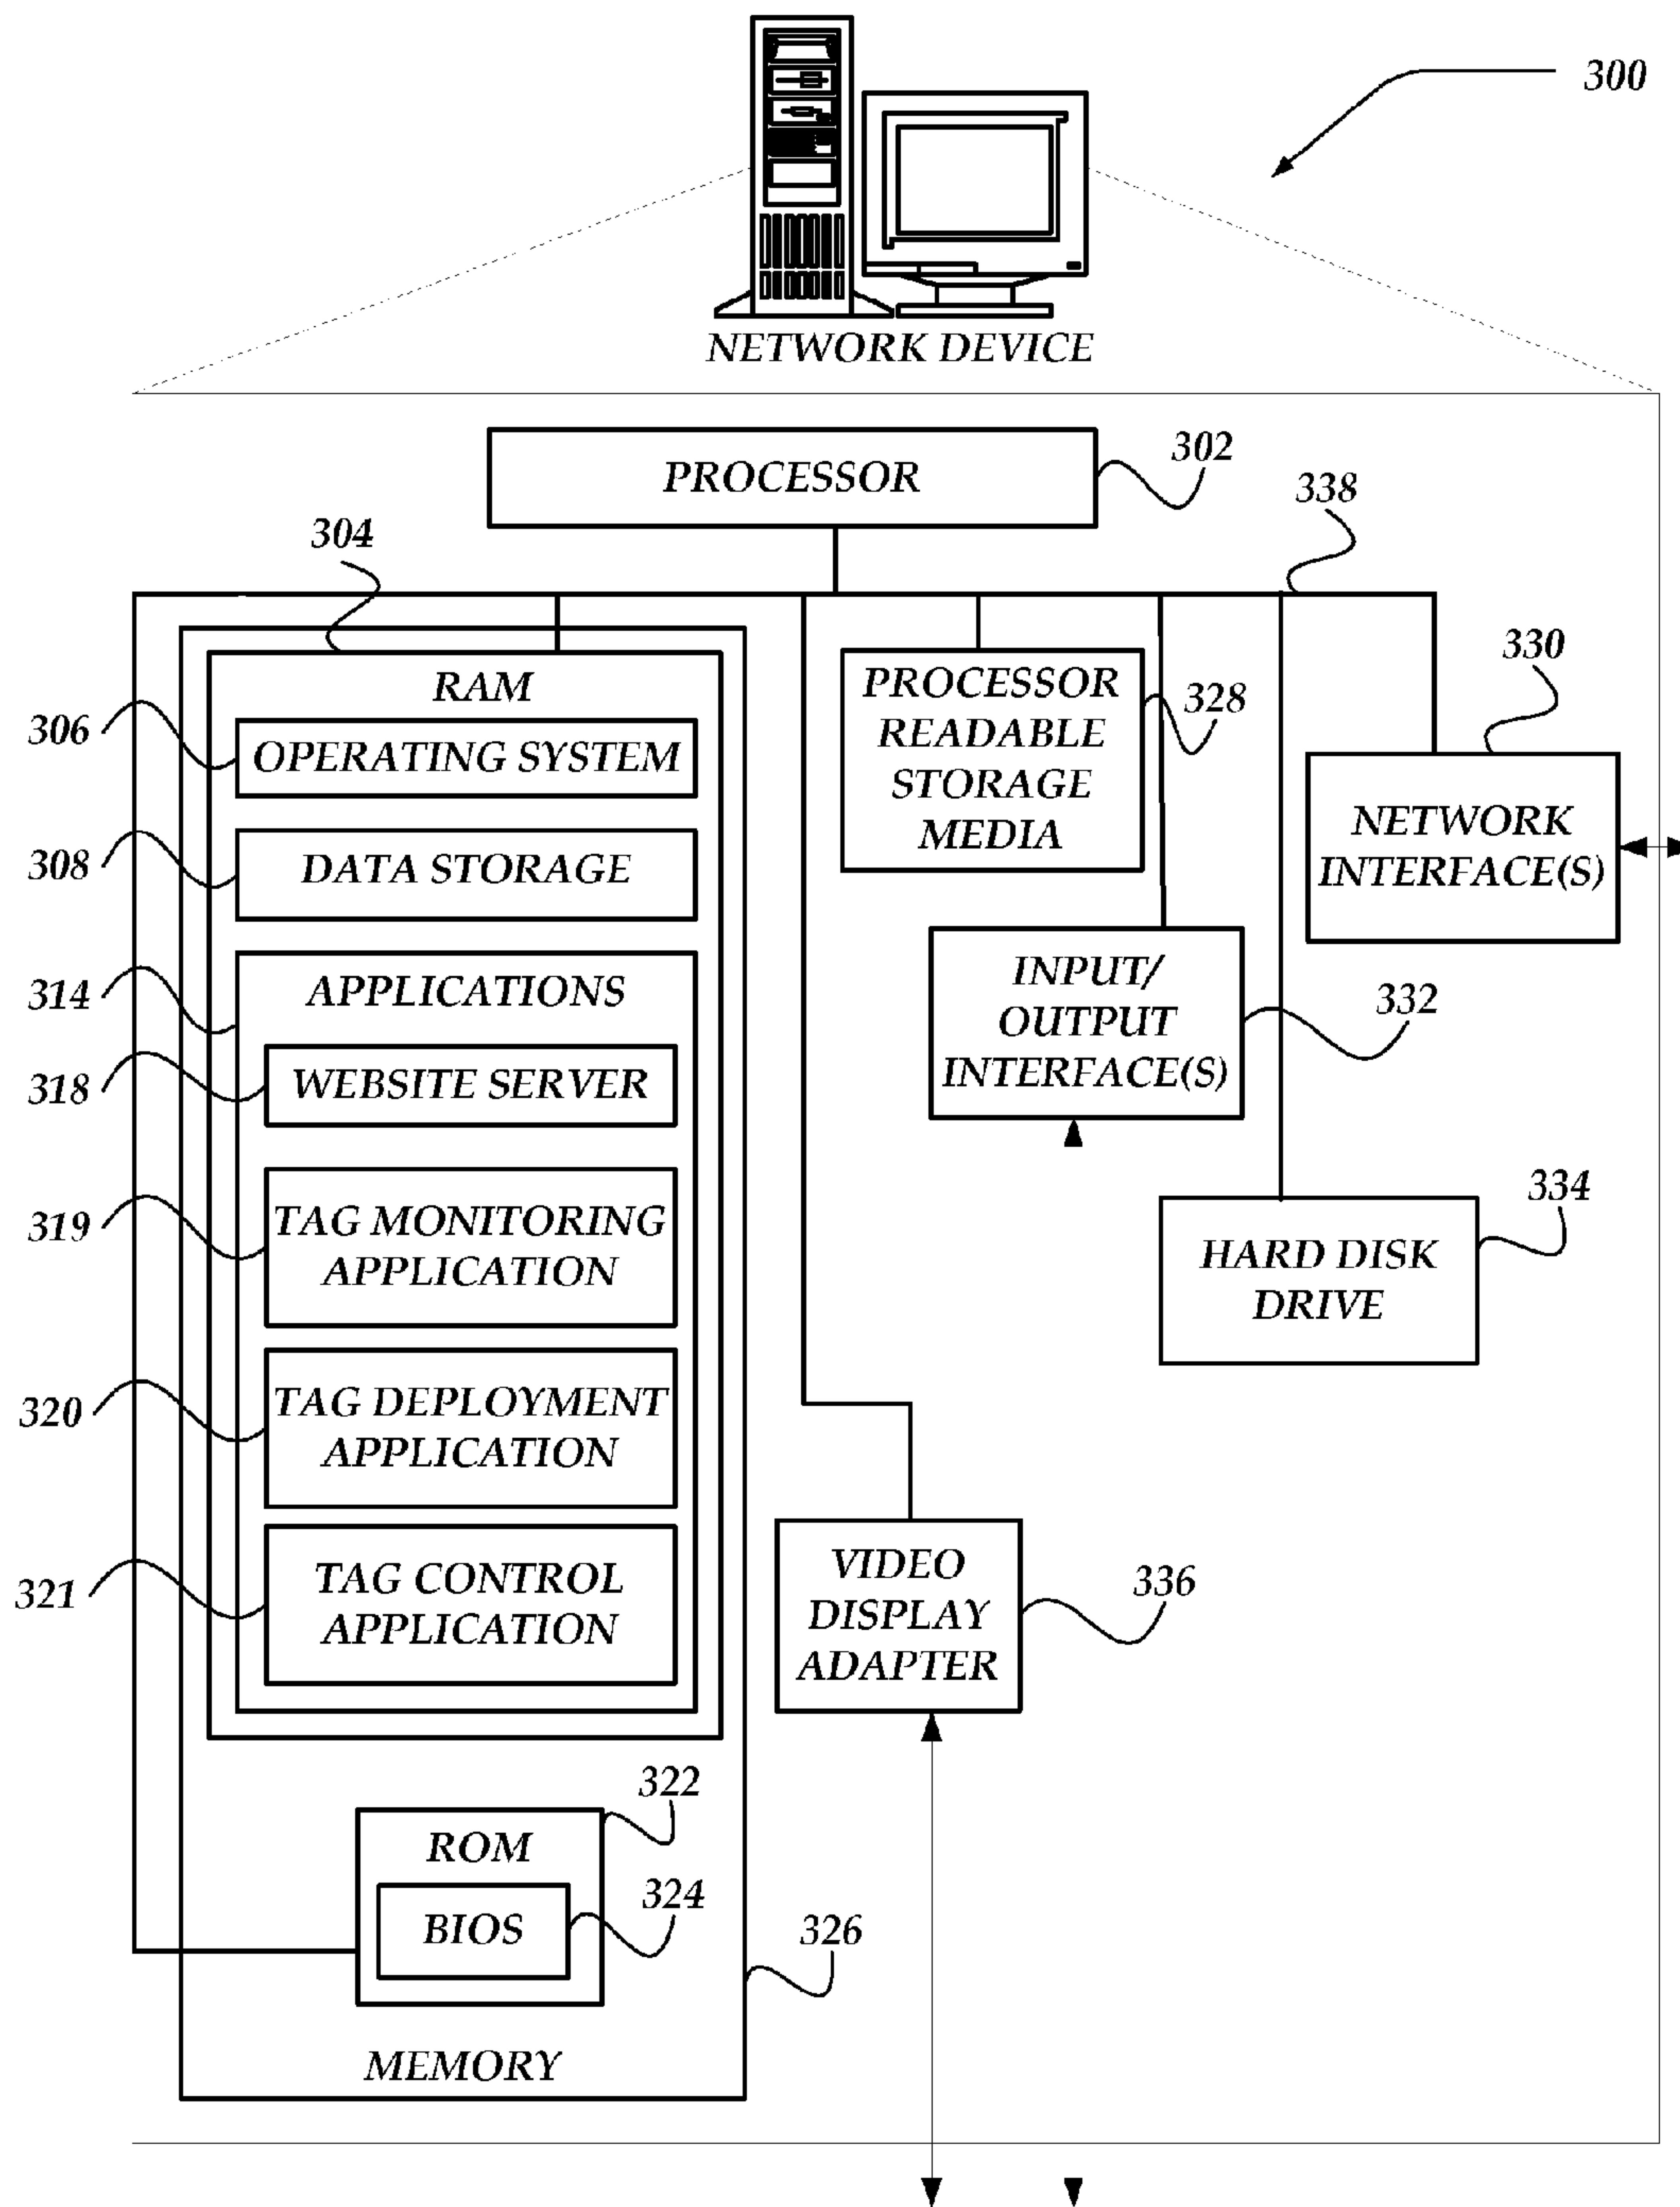 300
NETWORK DEVICE
PROCESSOR
302
338
304
RAM
306
OPERATING SYSTEM
308
DATA STORAGE
314
APPLICATIONS
318
WEBSITE SERVER
319
TAG MONITORING
APPLICATION
320
TAG DEPLOYMENT
APPLICATION
321
TAG CONTROL
APPLICATION
322
ROM
324
BIOS
326
MEMORY
PROCESSOR
READABLE
STORAGE
MEDIA
328
330
NETWORK
INTERFACE(S)
INPUT/
OUTPUT
INTERFACE(S)
332
334
HARD DISK
DRIVE
VIDEO
DISPLAY
ADAPTER
336